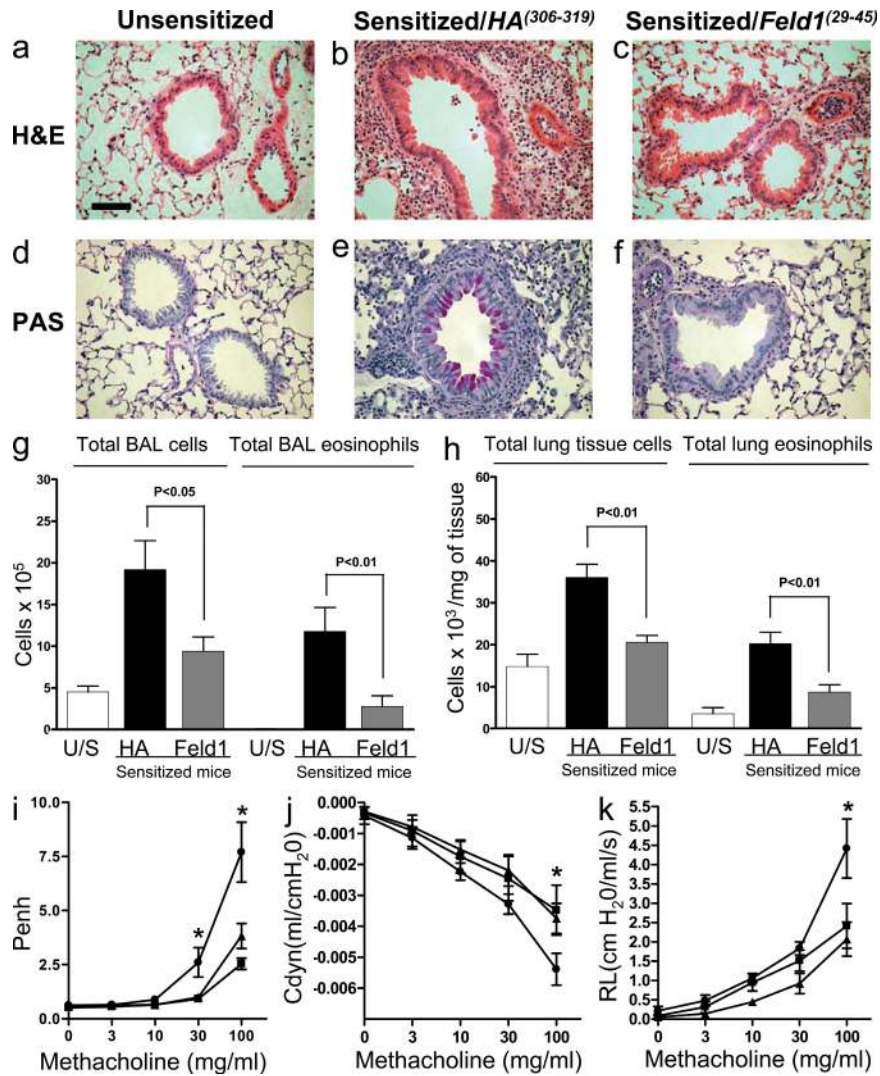 Unsensitized Sensitized/HA(306-319) Sensitized/Feld1(29-45)
a b c
H&E
d e f
PAS
g Total BAL cells Total BAL eosinophils
Cells x 10⁵
30
25
20
15
10
5
0
P<0.05
P<0.01
U/S HA Feld1 U/S HA Feld1
Sensitized mice Sensitized mice
h Total lung tissue cells Total lung eosinophils
Cells x 10³/mg of tissue
60
50
40
30
20
10
0
P<0.01
P<0.01
U/S HA Feld1 U/S HA Feld1
Sensitized mice Sensitized mice
i
Penh
10.0
7.5
5.0
2.5
0.0
* *
0 3 10 30 100
Methacholine (mg/ml)
j
Cdyn(ml/cmH₂0)
0.000
-0.001
-0.002
-0.003
-0.004
-0.005
-0.006
*
0 3 10 30 100
Methacholine (mg/ml)
k
RL(cm H₂0/ml/s)
5.5
5.0
4.5
4.0
3.5
3.0
2.5
2.0
1.5
1.0
0.5
0.0
*
0 3 10 30 100
Methacholine (mg/ml)